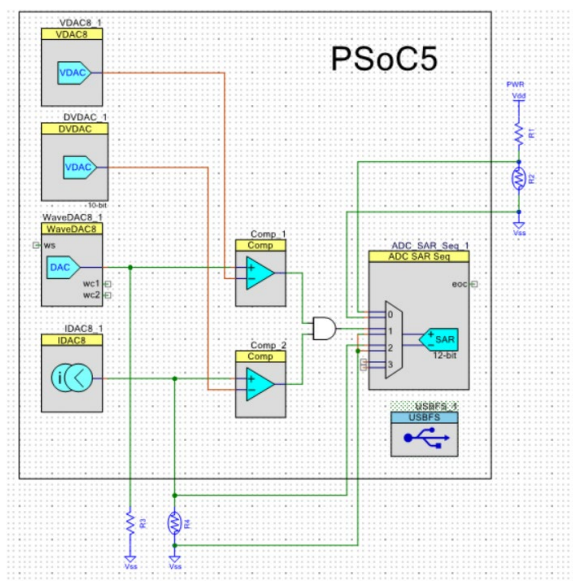 VDAC8_1
VDAC8
VDAC
PSoC5
DVDAC_1
DVDAC
VDAC
-10-bit
PWR
Vdd
R1
R2
Vss
WaveDAC8_1
WaveDAC8
ws
DAC
wc1
wc2
Comp_1
Comp
ADC_SAR_Seq_1
ADC SAR Seq
eoc
0
1
2
3
SAR
12-bit
IDAC8_1
IDAC8
i
Comp_2
Comp
USBFS_1
USBFS
R3
R4
Vss
Vss